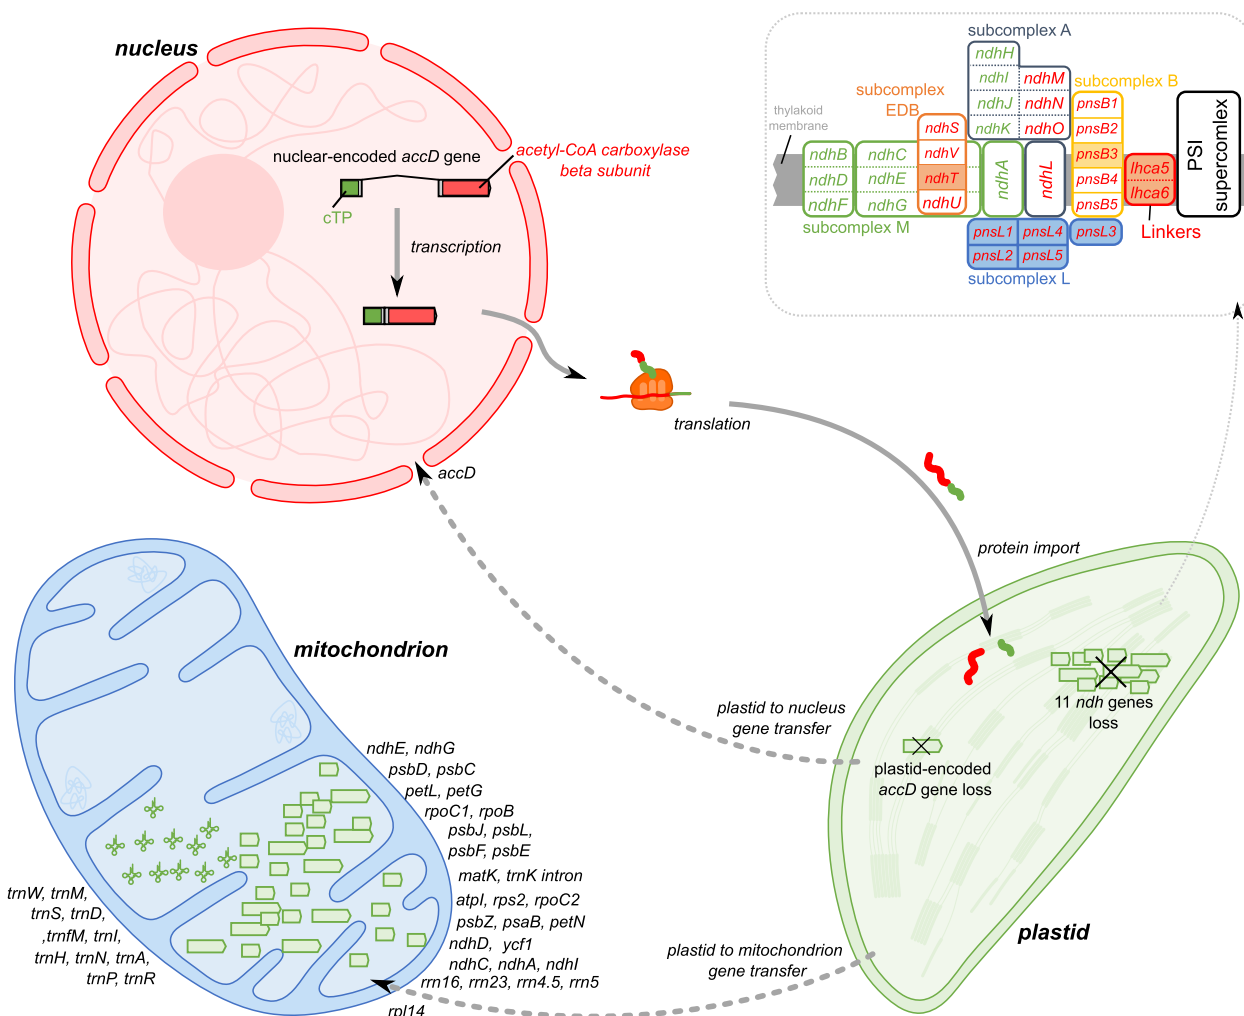 nucleus
nuclear-encoded accD gene
acetyl-CoA carboxylase
beta subunit
cTP
transcription
translation
accD
protein import
subcomplex A
subcomplex B
subcomplex
EDB
thylakoid
membrane
ndhH
ndhI
ndhM
ndhJ
ndhN
ndhK
ndhO
ndhB
ndhD
ndhF
ndhC
ndhE
ndhG
ndhS
ndhV
ndhT
ndhU
ndhA
ndhL
pnsB1
pnsB2
pnsB3
pnsB4
pnsB5
lhca5
lhca6
PSI
supercomlex
subcomplex M
pnsL1
pnsL4
pnsL3
pnsL2
pnsL5
Linkers
subcomplex L
mitochondrion
plastid to nucleus
gene transfer
11 ndh genes
loss
plastid-encoded
accD gene loss
plastid
plastid to mitochondrion
gene transfer
ndhE, ndhG
psbD, psbC
petL, petG
rpoC1, rpoB
psbJ, psbL,
psbF, psbE
matK, trnK intron
atpI, rps2, rpoC2
psbZ, psaB, petN
ndhD, ycf1
ndhC, ndhA, ndhI
rrn16, rrn23, rrn4.5, rrn5
rpl14
trnW, trnM,
trnS, trnD,
,trnfM, trnI,
trnH, trnN, trnA,
trnP, trnR